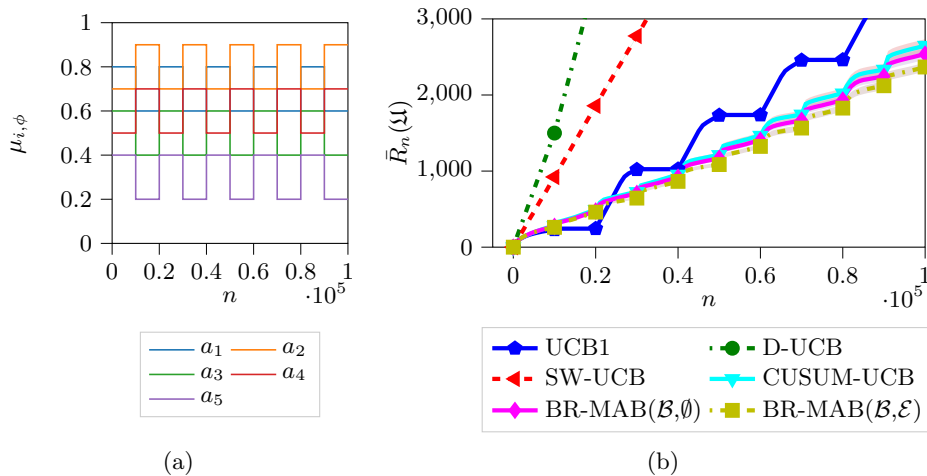 1
0.8
0.6
0.4
0.2
0
μ_{i,ϕ}
0 0.2 0.4 0.6 0.8 1
n
·10^5
a_1 a_2
a_3 a_4
a_5
(a)
3,000
2,000
1,000
0
R̄_n(𝔘)
0 0.2 0.4 0.6 0.8 1
n
·10^5
UCB1 D-UCB
SW-UCB CUSUM-UCB
BR-MAB(ℬ,∅) BR-MAB(ℬ,ℰ)
(b)